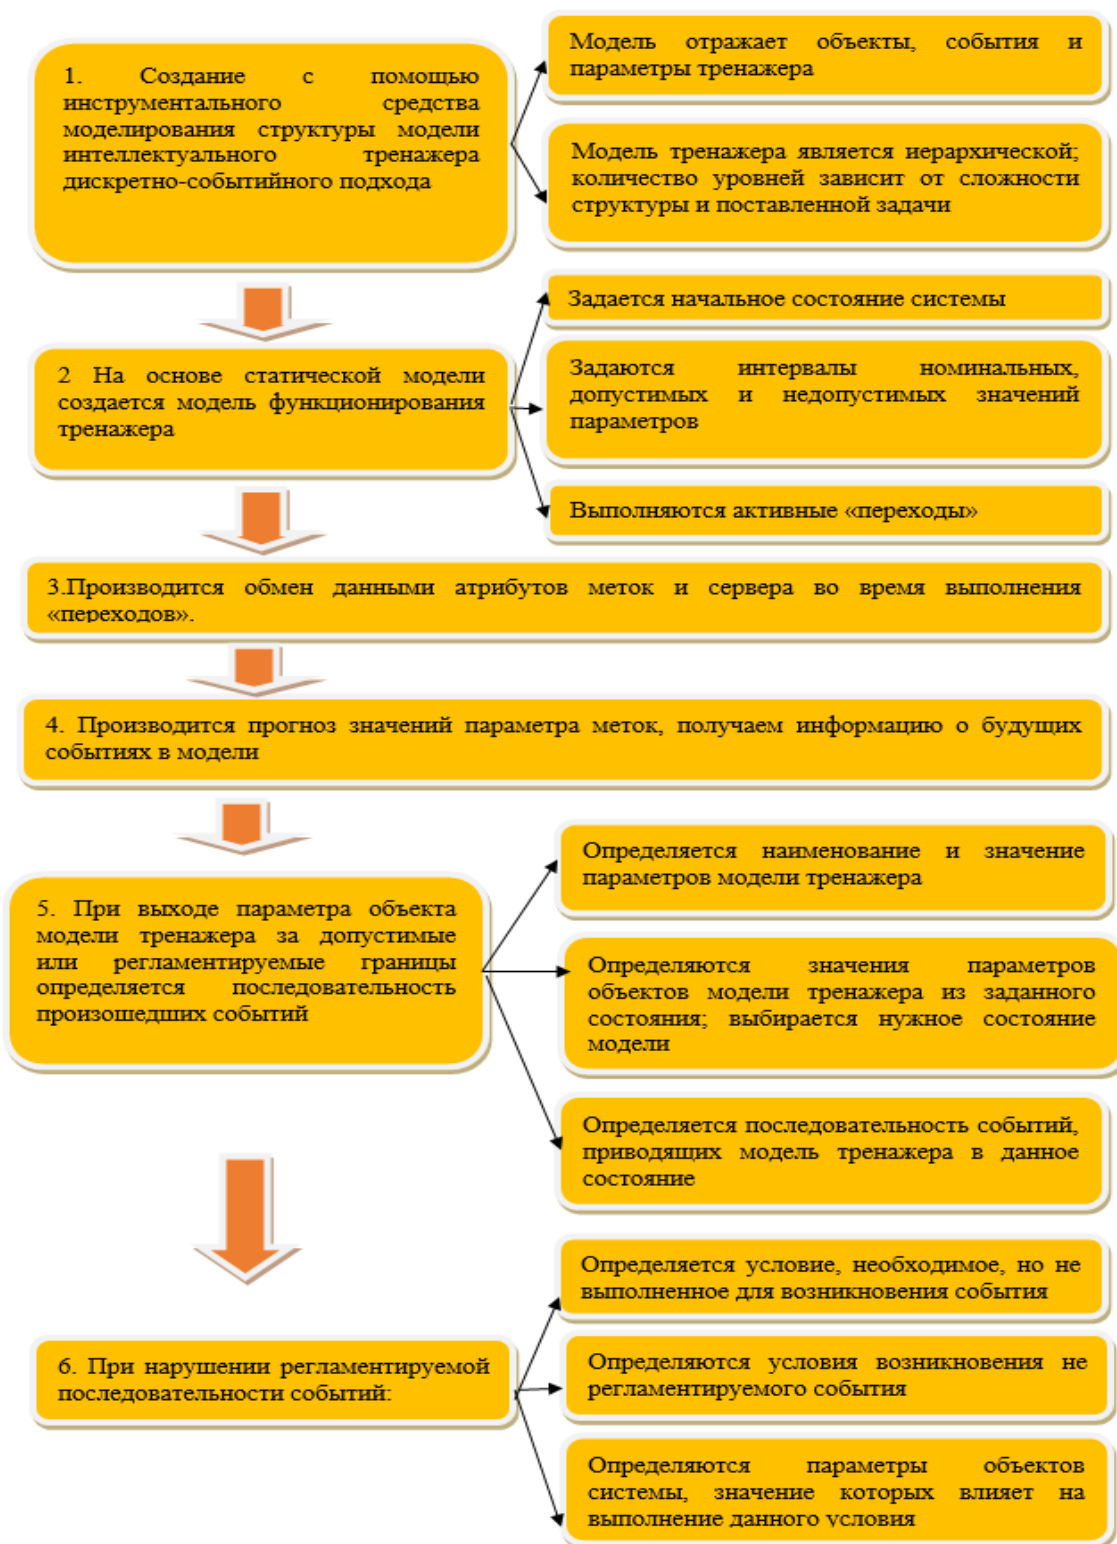 1. Создание с помощью
инструментального средства
моделирования структуры модели
интеллектуального тренажера
дискретно-событийного подхода
Модель отражает объекты, события и
параметры тренажера
Модель тренажера является иерархической;
количество уровней зависит от сложности
структуры и поставленной задачи
2 На основе статической модели
создается модель функционирования
тренажера
Задается начальное состояние системы
Задаются интервалы номинальных,
допустимых и недопустимых значений
параметров
Выполняются активные «переходы»
3.Производится обмен данными атрибутов меток и сервера во время выполнения
«переходов».
4. Производится прогноз значений параметра меток, получаем информацию о будущих
событиях в модели
5. При выходе параметра объекта
модели тренажера за допустимые
или регламентируемые границы
определяется последовательность
произошедших событий
Определяется наименование и значение
параметров модели тренажера
Определяются значения параметров
объектов модели тренажера из заданного
состояния; выбирается нужное состояние
модели
Определяется последовательность событий,
приводящих модель тренажера в данное
состояние
6. При нарушении регламентируемой
последовательности событий:
Определяется условие, необходимое, но не
выполненное для возникновения события
Определяются условия возникновения не
регламентируемого события
Определяются параметры объектов
системы, значение которых влияет на
выполнение данного условия